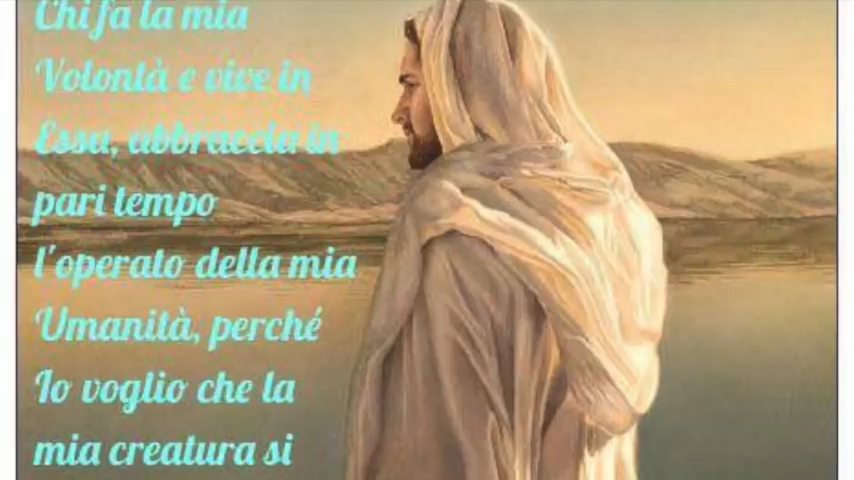 Chi fa la mia
Volontà e vive in
Essa, abbraccia in
pari tempo
l'operato della mia
Umanità, perché
Io voglio che la
mia creatura si